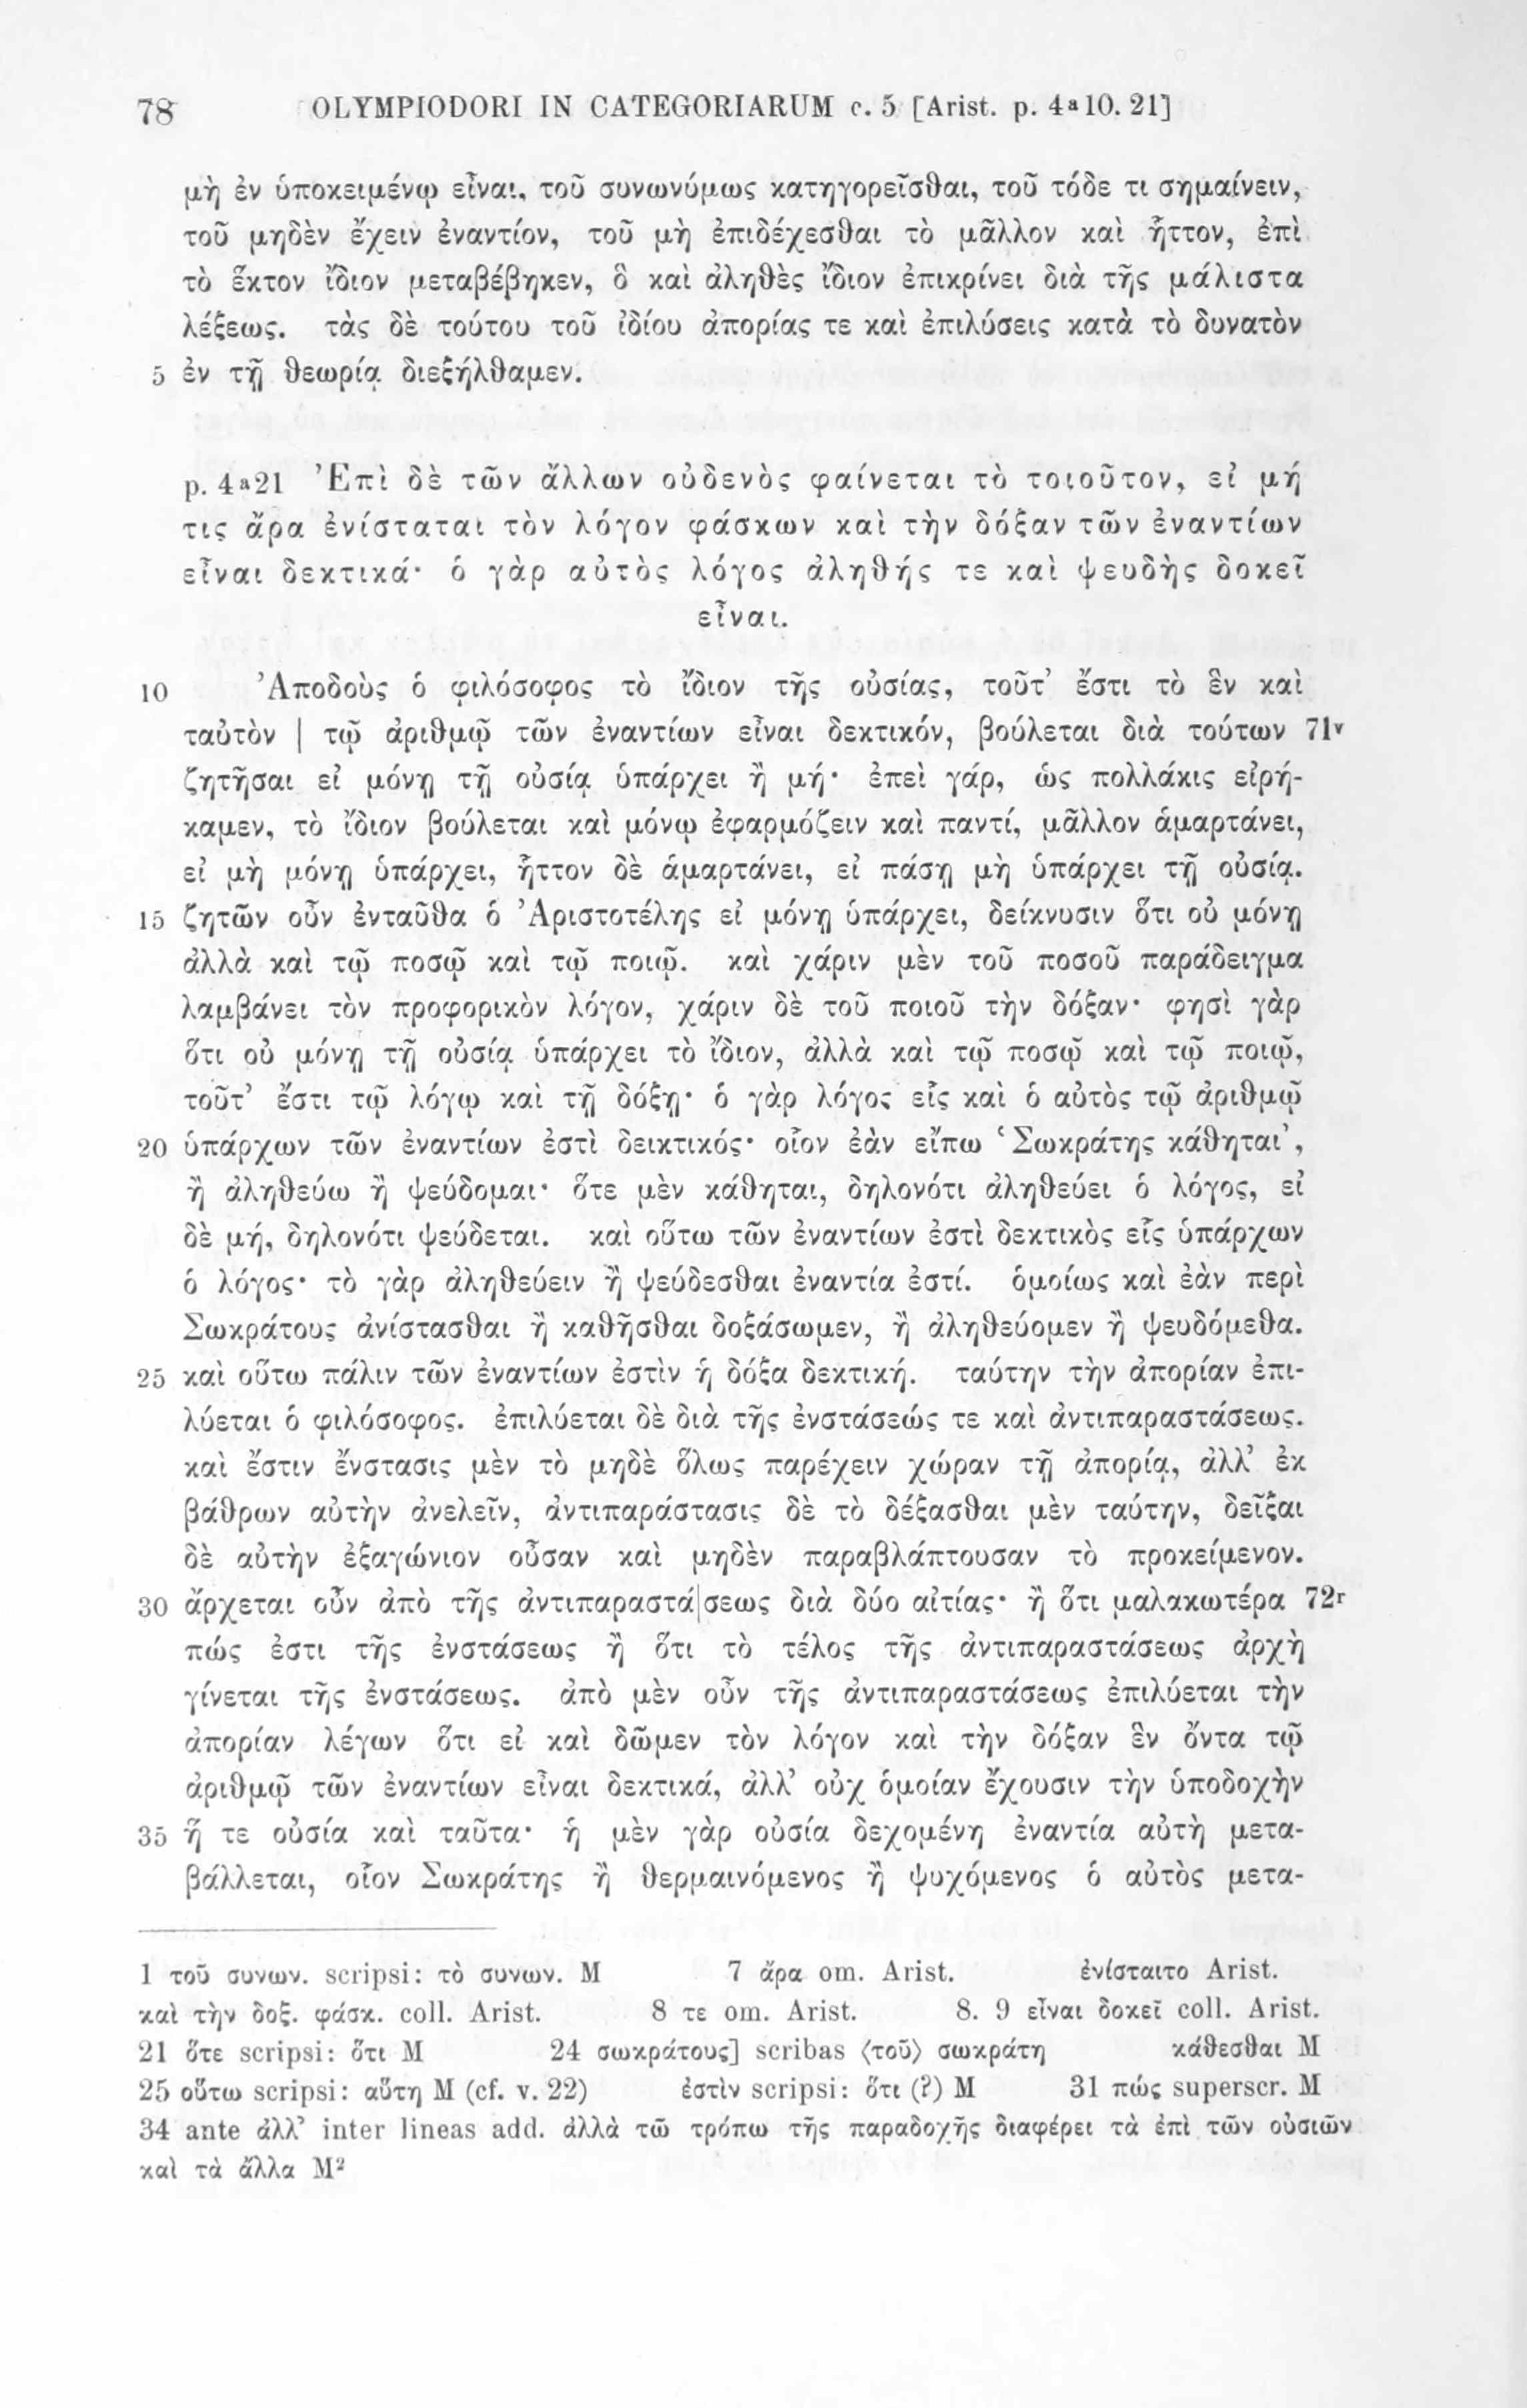 78 OLYMPIODORI IN CATEGORIARUM c. 5 [Arist. p. 4ᵃ10. 21]
μὴ ἐν ὑποκειμένῳ εἶναι, τοῦ συνωνύμως κατηγορεῖσθαι, τοῦ τόδε τι σημαίνειν,
τοῦ μηδὲν ἔχειν ἐναντίον, τοῦ μὴ ἐπιδέχεσθαι τὸ μᾶλλον καὶ ἧττον, ἐπὶ
τὸ ἕκτον ἴδιον μεταβέβηκεν, ὃ καὶ ἀληθὲς ἴδιον ἐπικρίνει διὰ τῆς μάλιστα
λέξεως. τὰς δὲ τούτου τοῦ ἰδίου ἀπορίας τε καὶ ἐπιλύσεις κατὰ τὸ δυνατὸν
5 ἐν τῇ θεωρίᾳ διεξήλθαμεν.
p. 4ᵃ21 Ἐπὶ δὲ τῶν ἄλλων οὐδενὸς φαίνεται τὸ τοιοῦτον, εἰ μή
τις ἄρα ἐνίσταται τὸν λόγον φάσκων καὶ τὴν δόξαν τῶν ἐναντίων
εἶναι δεκτικά· ὁ γὰρ αὐτὸς λόγος ἀληθής τε καὶ ψευδὴς δοκεῖ
εἶναι.
10 Ἀποδοὺς ὁ φιλόσοφος τὸ ἴδιον τῆς οὐσίας, τοῦτ’ ἔστι τὸ ἓν καὶ
ταὐτὸν | τῷ ἀριθμῷ τῶν ἐναντίων εἶναι δεκτικόν, βούλεται διὰ τούτων 71ᵛ
ζητῆσαι εἰ μόνῃ τῇ οὐσίᾳ ὑπάρχει ἢ μή· ἐπεὶ γάρ, ὡς πολλάκις εἰρή-
καμεν, τὸ ἴδιον βούλεται καὶ μόνῳ ἐφαρμόζειν καὶ παντί, μᾶλλον ἁμαρτάνει,
εἰ μὴ μόνῃ ὑπάρχει, ἧττον δὲ ἁμαρτάνει, εἰ πάσῃ μὴ ὑπάρχει τῇ οὐσίᾳ.
15 ζητῶν οὖν ἐνταῦθα ὁ Ἀριστοτέλης εἰ μόνῃ ὑπάρχει, δείκνυσιν ὅτι οὐ μόνῃ
ἀλλὰ καὶ τῷ ποσῷ καὶ τῷ ποιῷ. καὶ χάριν μὲν τοῦ ποσοῦ παράδειγμα
λαμβάνει τὸν προφορικὸν λόγον, χάριν δὲ τοῦ ποιοῦ τὴν δόξαν· φησὶ γὰρ
ὅτι οὐ μόνῃ τῇ οὐσίᾳ ὑπάρχει τὸ ἴδιον, ἀλλὰ καὶ τῷ ποσῷ καὶ τῷ ποιῷ,
τοῦτ’ ἔστι τῷ λόγῳ καὶ τῇ δόξῃ· ὁ γὰρ λόγος εἷς καὶ ὁ αὐτὸς τῷ ἀριθμῷ
20 ὑπάρχων τῶν ἐναντίων ἐστὶ δεικτικός· οἷον ἐὰν εἴπω ‘Σωκράτης κάθηται’,
ἢ ἀληθεύω ἢ ψεύδομαι· ὅτε μὲν κάθηται, δηλονότι ἀληθεύει ὁ λόγος, εἰ
δὲ μή, δηλονότι ψεύδεται. καὶ οὕτω τῶν ἐναντίων ἐστὶ δεκτικὸς εἷς ὑπάρχων
ὁ λόγος· τὸ γὰρ ἀληθεύειν ἢ ψεύδεσθαι ἐναντία ἐστί. ὁμοίως καὶ ἐὰν περὶ
Σωκράτους ἀνίστασθαι ἢ καθῆσθαι δοξάσωμεν, ἢ ἀληθεύομεν ἢ ψευδόμεθα.
25 καὶ οὕτω πάλιν τῶν ἐναντίων ἐστὶν ἡ δόξα δεκτική. ταύτην τὴν ἀπορίαν ἐπι-
λύεται ὁ φιλόσοφος. ἐπιλύεται δὲ διὰ τῆς ἐνστάσεώς τε καὶ ἀντιπαραστάσεως.
καὶ ἔστιν ἔνστασις μὲν τὸ μηδὲ ὅλως παρέχειν χώραν τῇ ἀπορίᾳ, ἀλλ’ ἐκ
βάθρων αὐτὴν ἀνελεῖν, ἀντιπαράστασις δὲ τὸ δέξασθαι μὲν ταύτην, δεῖξαι
δὲ αὐτὴν ἐξαγώνιον οὖσαν καὶ μηδὲν παραβλάπτουσαν τὸ προκείμενον.
30 ἄρχεται οὖν ἀπὸ τῆς ἀντιπαραστά|σεως διὰ δύο αἰτίας· ἢ ὅτι μαλακωτέρα 72ʳ
πώς ἐστι τῆς ἐνστάσεως ἢ ὅτι τὸ τέλος τῆς ἀντιπαραστάσεως ἀρχὴ
γίνεται τῆς ἐνστάσεως. ἀπὸ μὲν οὖν τῆς ἀντιπαραστάσεως ἐπιλύεται τὴν
ἀπορίαν λέγων ὅτι εἰ καὶ δῶμεν τὸν λόγον καὶ τὴν δόξαν ἓν ὄντα τῷ
ἀριθμῷ τῶν ἐναντίων εἶναι δεκτικά, ἀλλ’ οὐχ ὁμοίαν ἔχουσιν τὴν ὑποδοχὴν
35 ἥ τε οὐσία καὶ ταῦτα· ἡ μὲν γὰρ οὐσία δεχομένη ἐναντία αὐτὴ μετα-
βάλλεται, οἷον Σωκράτης ἢ θερμαινόμενος ἢ ψυχόμενος ὁ αὐτὸς μετα-
1 τοῦ συνων. scripsi: τὸ συνων. M 7 ἄρα om. Arist. ἐνίσταιτο Arist.
καὶ τὴν δοξ. φάσκ. coll. Arist. 8 τε om. Arist. 8. 9 εἶναι δοκεῖ coll. Arist.
21 ὅτε scripsi: ὅτι M 24 σωκράτους] scribas ⟨τοῦ⟩ σωκράτη κάθεσθαι M
25 οὕτω scripsi: αὕτη M (cf. v. 22) ἐστὶν scripsi: ὅτι (?) M 31 πώς superscr. M
34 ante ἀλλ’ inter lineas add. ἀλλὰ τῶ τρόπω τῆς παραδοχῆς διαφέρει τὰ ἐπὶ τῶν οὐσιῶν
καὶ τὰ ἄλλα M²